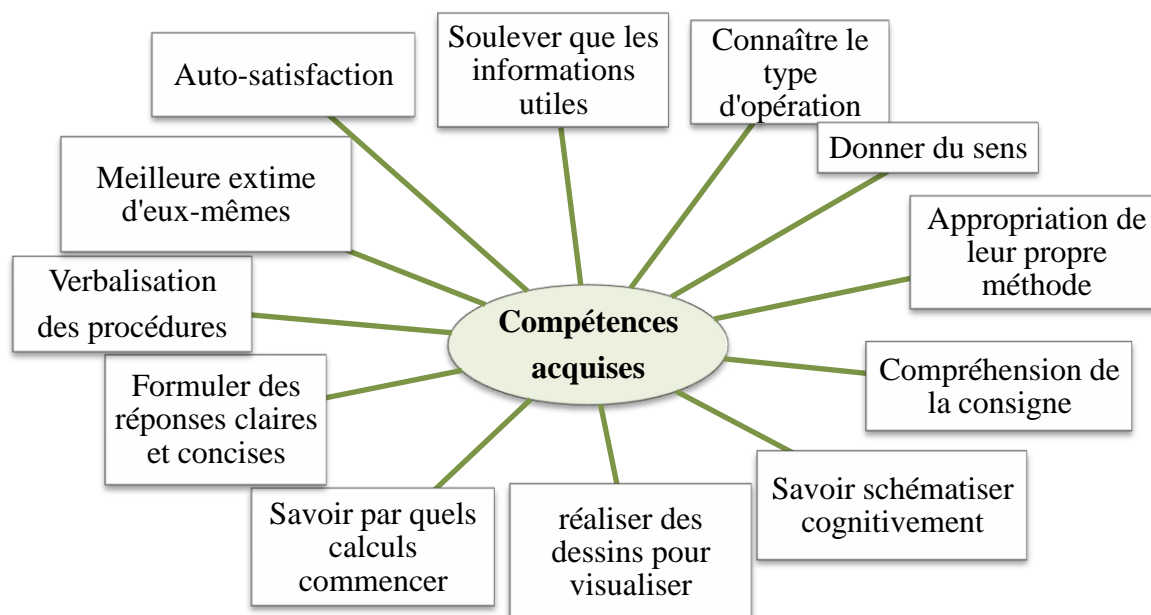 Soulever que les
informations
utiles
Connaître le
type
d'opération
Auto-satisfaction
Donner du sens
Meilleure extime
d'eux-mêmes
Appropriation de
leur propre
méthode
Verbalisation
des procédures
Compétences
acquises
Compréhension de
la consigne
Formuler des
réponses claires
et concises
Savoir schématiser
cognitivement
Savoir par quels
calculs
commencer
réaliser des
dessins pour
visualiser